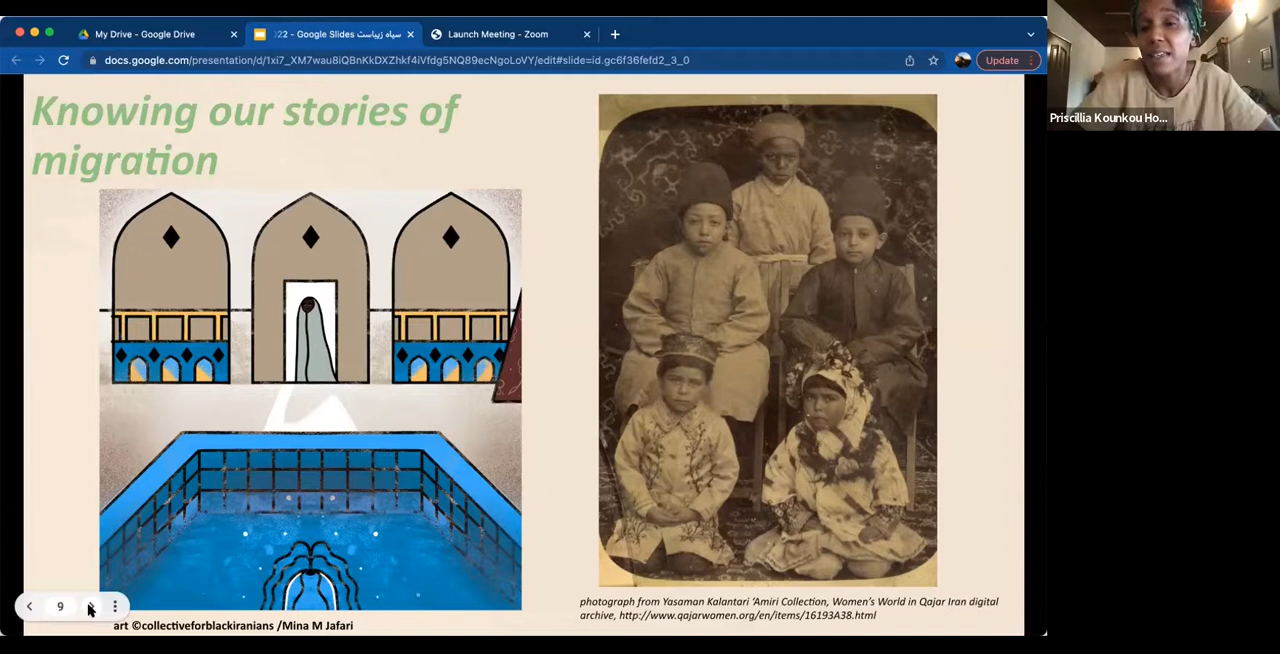 My Drive - Google Drive
سیاه زیباست 22' - Google Slides
Launch Meeting - Zoom
docs.google.com/presentation/d/1xi7_XM7wau8iQBnKkDXZhkf4iVfdg5NQ89ecNgoLoVY/edit#slide=id.gc6f36fefd2_3_0
Update
Priscillia Kounkou Ho...
Knowing our stories of
migration
photograph from Yasaman Kalantari 'Amiri Collection, Women's World in Qajar Iran digital
archive, http://www.qajarwomen.org/en/items/16193A38.html
9
art ©collectiveforblackiranians /Mina M Jafari